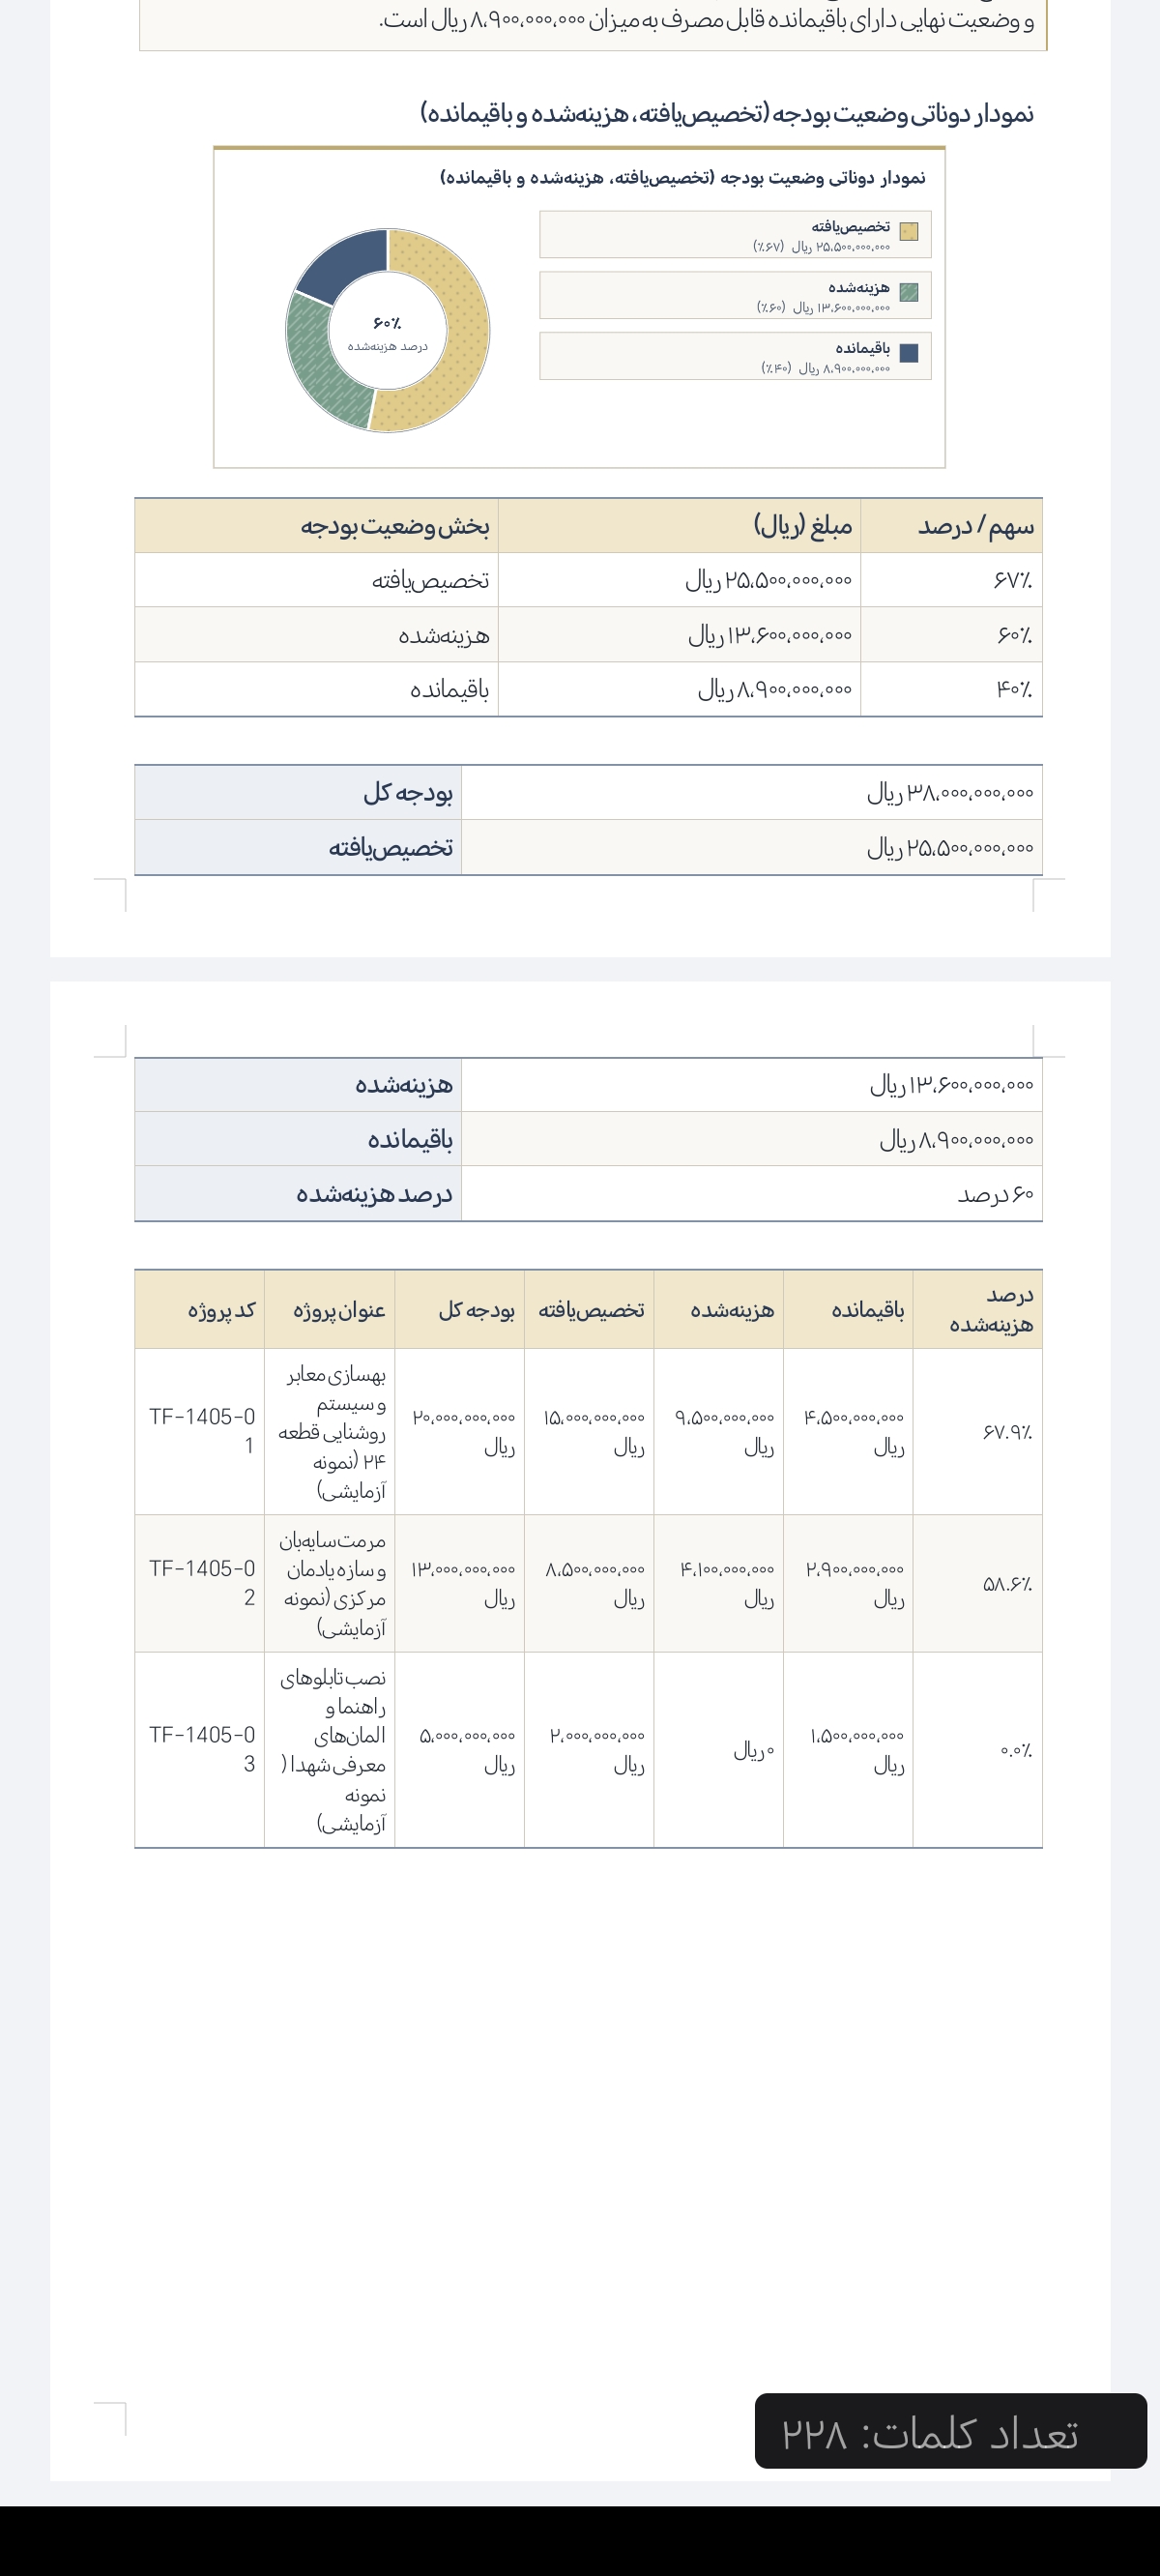 و وضعیت نهایی دارای باقیمانده قابل مصرف به میزان ۸،۹۰۰،۰۰۰،۰۰۰ ریال است.
نمودار دوناتی وضعیت بودجه (تخصیص‌یافته، هزینه‌شده و باقیمانده)
نمودار دوناتی وضعیت بودجه (تخصیص‌یافته، هزینه‌شده و باقیمانده)
تخصیص‌یافته
۲۵،۵۰۰،۰۰۰،۰۰۰ ریال (۶۷٪)
هزینه‌شده
۱۳،۶۰۰،۰۰۰،۰۰۰ ریال (۶۰٪)
باقیمانده
۸،۹۰۰،۰۰۰،۰۰۰ ریال (۴۰٪)
۶۰٪
درصد هزینه‌شده
سهم / درصد مبلغ (ریال) بخش وضعیت بودجه
۶۷٪ ۲۵،۵۰۰،۰۰۰،۰۰۰ ریال تخصیص‌یافته
۶۰٪ ۱۳،۶۰۰،۰۰۰،۰۰۰ ریال هزینه‌شده
۴۰٪ ۸،۹۰۰،۰۰۰،۰۰۰ ریال باقیمانده
۳۸،۰۰۰،۰۰۰،۰۰۰ ریال بودجه کل
۲۵،۵۰۰،۰۰۰،۰۰۰ ریال تخصیص‌یافته
۱۳،۶۰۰،۰۰۰،۰۰۰ ریال هزینه‌شده
۸،۹۰۰،۰۰۰،۰۰۰ ریال باقیمانده
۶۰ درصد درصد هزینه‌شده
درصد
هزینه‌شده
باقیمانده
هزینه‌شده
تخصیص‌یافته
بودجه کل
عنوان پروژه
کد پروژه
۶۷.۹٪
۴،۵۰۰،۰۰۰،۰۰۰
ریال
۹،۵۰۰،۰۰۰،۰۰۰
ریال
۱۵،۰۰۰،۰۰۰،۰۰۰
ریال
۲۰،۰۰۰،۰۰۰،۰۰۰
ریال
بهسازی معابر
و سیستم
روشنایی قطعه
۲۴ (نمونه
آزمایشی)
TF-1405-0
1
۵۸.۶٪
۲،۹۰۰،۰۰۰،۰۰۰
ریال
۴،۱۰۰،۰۰۰،۰۰۰
ریال
۸،۵۰۰،۰۰۰،۰۰۰
ریال
۱۳،۰۰۰،۰۰۰،۰۰۰
ریال
مرمت سایه‌بان
و سازه یادمان
مرکزی (نمونه
آزمایشی)
TF-1405-0
2
۰.۰٪
۱،۵۰۰،۰۰۰،۰۰۰
ریال
۰ ریال
۲،۰۰۰،۰۰۰،۰۰۰
ریال
۵،۰۰۰،۰۰۰،۰۰۰
ریال
نصب تابلوهای
راهنما و
المان‌های
معرفی شهدا (
نمونه
آزمایشی)
TF-1405-0
3
تعداد کلمات: ۲۲۸